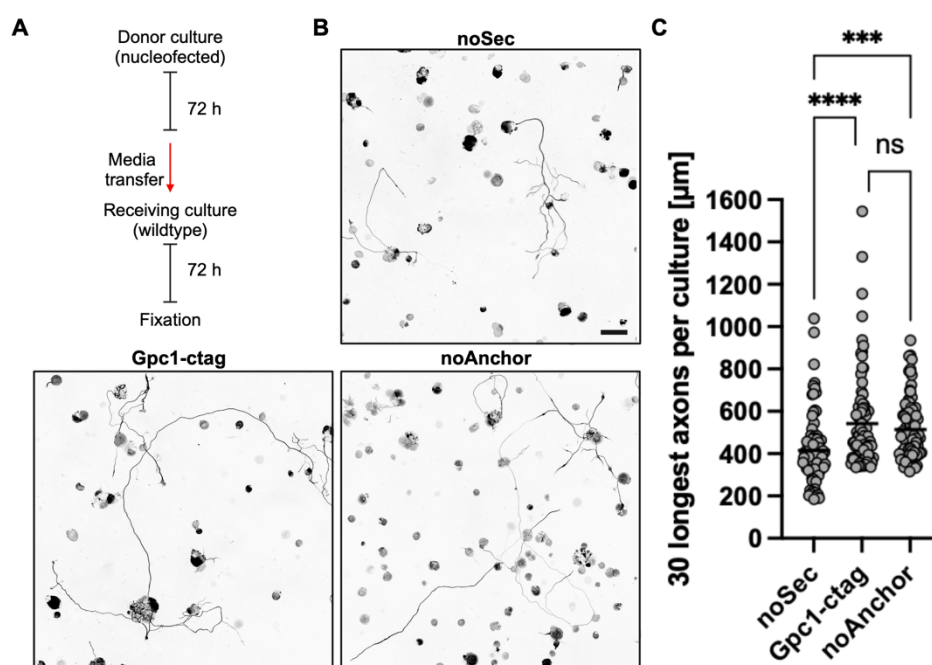 A
Donor culture
(nucleofected)
72 h
Media
transfer
Receiving culture
(wildtype)
72 h
Fixation
B
noSec
Gpc1-ctag
noAnchor
C
***
****
ns
30 longest axons per culture [µm]
1600
1400
1200
1000
800
600
400
200
0
noSec
Gpc1-ctag
noAnchor